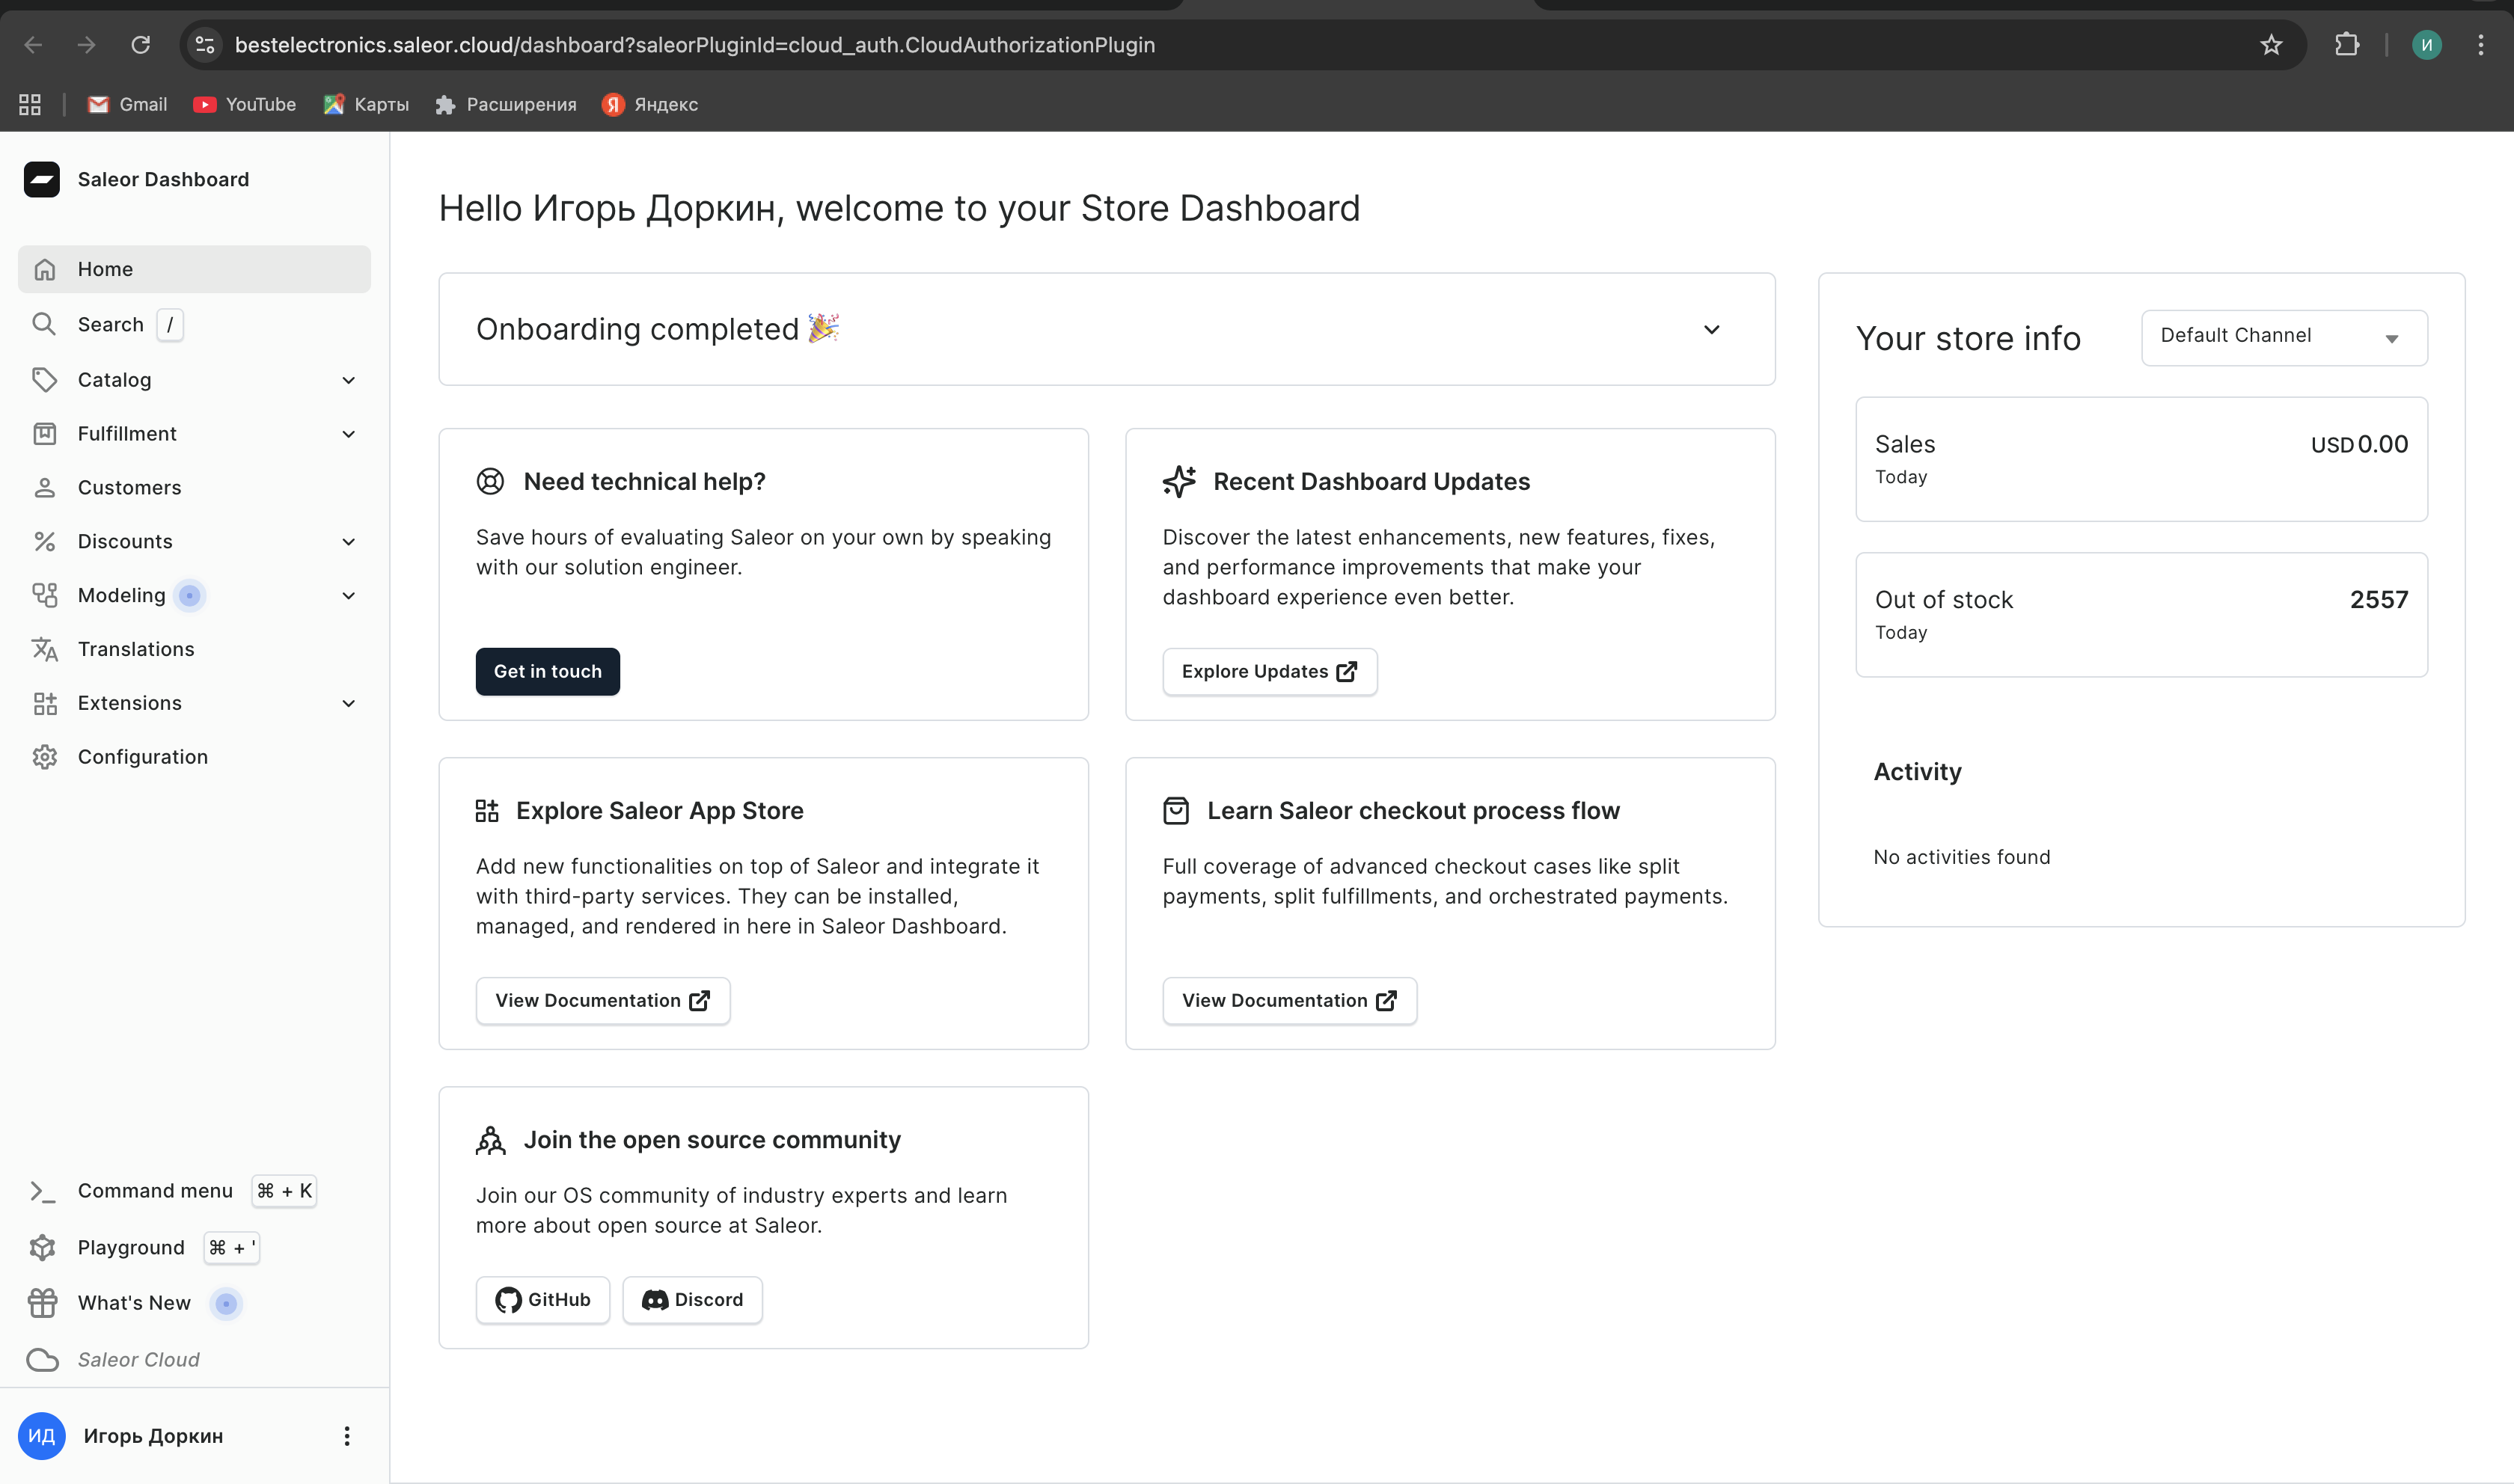 bestelectronics.saleor.cloud/dashboard?saleorPluginId=cloud_auth.CloudAuthorizationPlugin
И
Gmail
YouTube
Карты
Расширения
Яндекс
Saleor Dashboard
Home
Search /
Catalog
Fulfillment
Customers
Discounts
Modeling
Translations
Extensions
Configuration
Command menu ⌘ + K
Playground ⌘ + '
What's New
Saleor Cloud
ИД Игорь Доркин
Hello Игорь Доркин, welcome to your Store Dashboard
Onboarding completed 🎉
Need technical help?
Save hours of evaluating Saleor on your own by speaking
with our solution engineer.
Get in touch
Recent Dashboard Updates
Discover the latest enhancements, new features, fixes,
and performance improvements that make your
dashboard experience even better.
Explore Updates
Explore Saleor App Store
Add new functionalities on top of Saleor and integrate it
with third-party services. They can be installed,
managed, and rendered in here in Saleor Dashboard.
View Documentation
Learn Saleor checkout process flow
Full coverage of advanced checkout cases like split
payments, split fulfillments, and orchestrated payments.
View Documentation
Join the open source community
Join our OS community of industry experts and learn
more about open source at Saleor.
GitHub
Discord
Your store info
Default Channel
Sales
USD 0.00
Today
Out of stock
2557
Today
Activity
No activities found